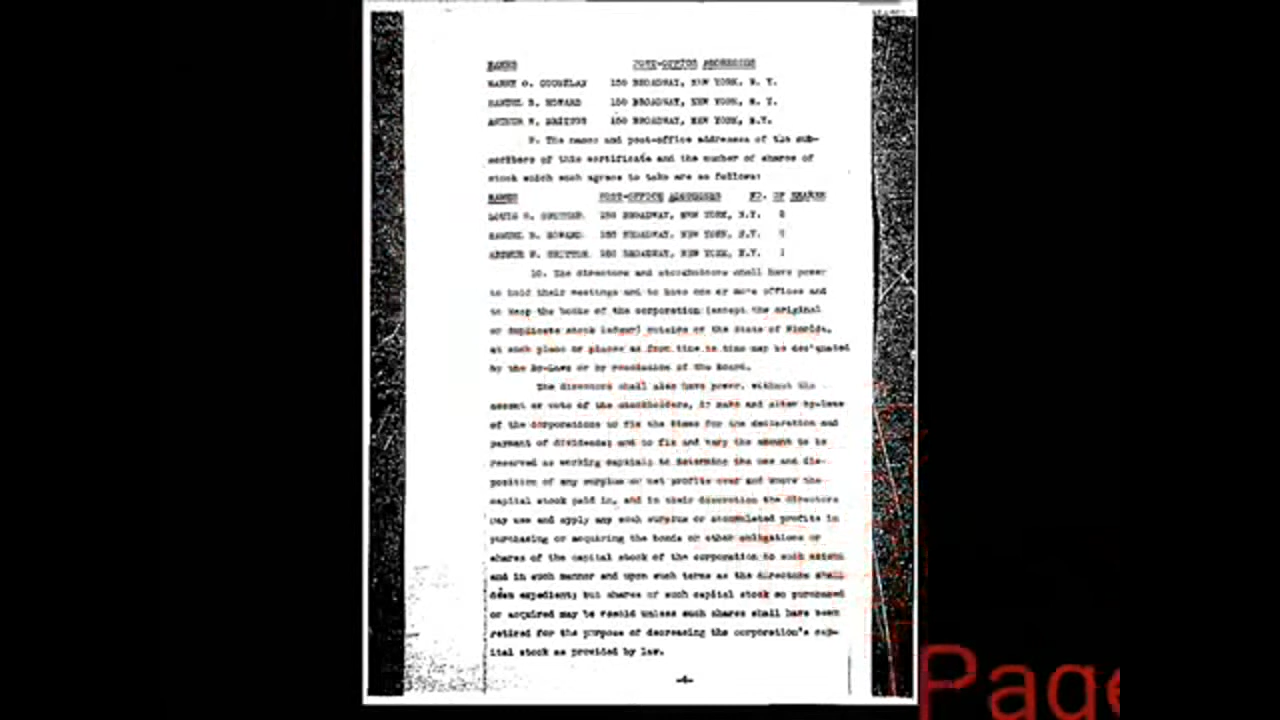 NAMES POST-OFFICE ADDRESSES
HARRY O. COUGHLAN 150 BROADWAY, NEW YORK, N. Y.
SAMUEL B. HOWARD 150 BROADWAY, NEW YORK, N. Y.
ARTHUR W. BRITTON 150 BROADWAY, NEW YORK, N.Y.
9. The names and post-office addresses of the sub-
scribers of this certificate and the number of shares of
stock which each agrees to take are as follows:
NAMES POST-OFFICE ADDRESSES NO. OF SHARES
LOUIS 150 BROADWAY, NEW YORK, N.Y.
SAMUEL B. HOWARD 150 BROADWAY, NEW YORK, N.Y.
ARTHUR W. BRITTON 150 BROADWAY, NEW YORK, N.Y. 1
10. The directors and stockholders shall have power
to hold their meetings and to have one or more offices and
to keep the books of the corporation (except the original
or duplicate stock ledger) outside of the State of Florida,
at such place or places as from time to time may be designated
by the By-Laws or by resolution of the Board.
The directors shall also have power, without the
assent or vote of the stockholders, to make and alter by-laws
of the corporation; to fix the times for the declaration and
payment of dividends; and to fix and vary the amount to be
reserved as working capital; to determine the use and dis-
position of any surplus or net profits over and above the
capital stock paid in, and in their discretion the directors
may use and apply any such surplus or accumulated profits in
purchasing or acquiring the bonds or other obligations or
shares of the capital stock of the corporation to such extent
and in such manner and upon such terms as the directors shall
deem expedient; but shares of such capital stock so purchased
or acquired may be resold unless such shares shall have been
retired for the purpose of decreasing the corporation's cap-
ital stock as provided by law.
-4-
Page